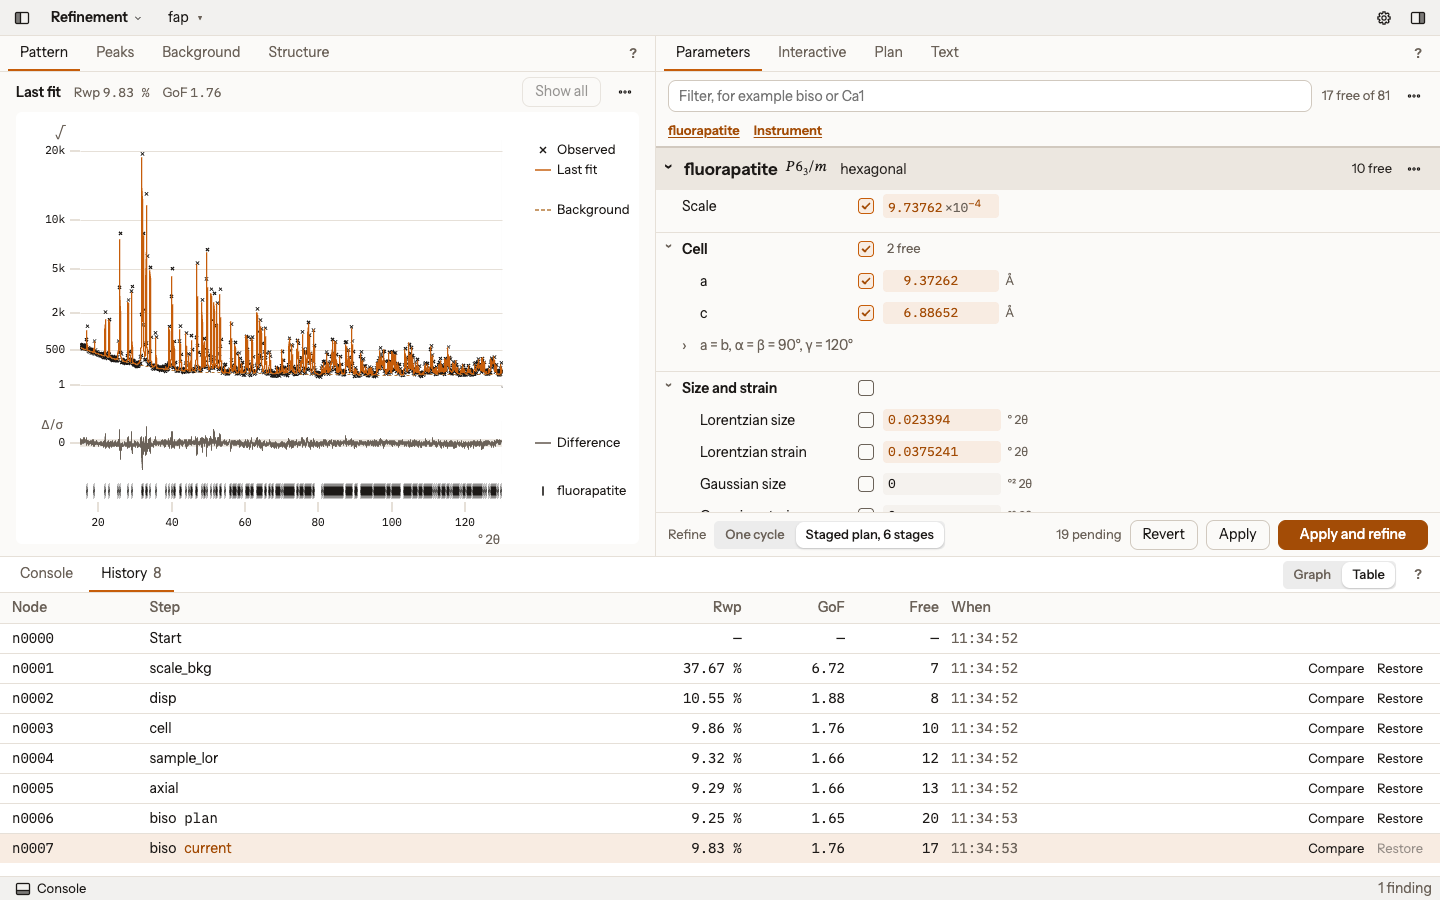 Refinement fap
Pattern Peaks Background Structure ?
Last fit Rwp 9.83 % GoF 1.76 Show all
√
20k
10k
5k
2k
500
1
Δ/σ
0
20 40 60 80 100 120
°2θ
Observed
Last fit
Background
Difference
fluorapatite
Parameters Interactive Plan Text ?
Filter, for example biso or Ca1 17 free of 81
fluorapatite Instrument
fluorapatite P6₃/m hexagonal 10 free
Scale 9.73762×10⁻⁴
Cell 2 free
a 9.37262 Å
c 6.88652 Å
a = b, α = β = 90°, γ = 120°
Size and strain
Lorentzian size 0.023394 °2θ
Lorentzian strain 0.0375241 °2θ
Gaussian size 0 °² 2θ
Refine One cycle Staged plan, 6 stages 19 pending Revert Apply Apply and refine
Console History 8 Graph Table ?
Node Step Rwp GoF Free When
n0000 Start — — — 11:34:52
n0001 scale_bkg 37.67 % 6.72 7 11:34:52 Compare Restore
n0002 disp 10.55 % 1.88 8 11:34:52 Compare Restore
n0003 cell 9.86 % 1.76 10 11:34:52 Compare Restore
n0004 sample_lor 9.32 % 1.66 12 11:34:52 Compare Restore
n0005 axial 9.29 % 1.66 13 11:34:52 Compare Restore
n0006 biso plan 9.25 % 1.65 20 11:34:53 Compare Restore
n0007 biso current 9.83 % 1.76 17 11:34:53 Compare Restore
Console 1 finding